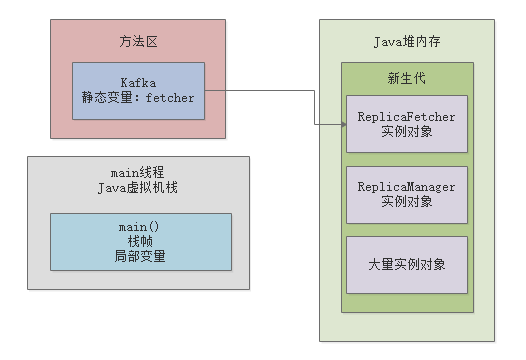 方法区
Kafka
静态变量：fetcher
main线程
Java虚拟机栈
main()
栈帧
局部变量
Java堆内存
新生代
ReplicaFetcher
实例对象
ReplicaManager
实例对象
大量实例对象